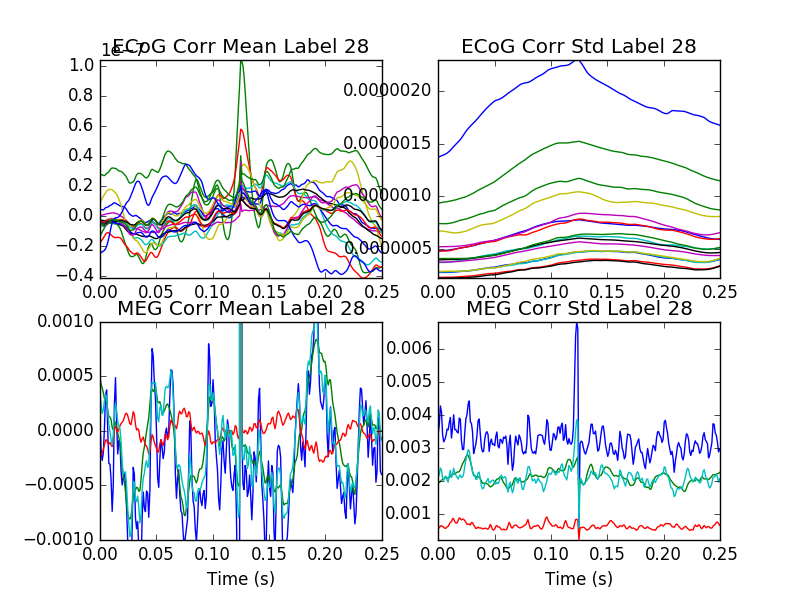 ECoG Corr Mean Label 28
1e−7
1.0
0.8
0.6
0.4
0.2
0.0
−0.2
−0.4
0.00 0.05 0.10 0.15 0.20 0.25
ECoG Corr Std Label 28
0.0000020
0.0000015
0.0000010
0.0000005
0.00 0.05 0.10 0.15 0.20 0.25
MEG Corr Mean Label 28
0.0010
0.0005
0.0000
−0.0005
−0.0010
0.00 0.05 0.10 0.15 0.20 0.25
Time (s)
MEG Corr Std Label 28
0.006
0.005
0.004
0.003
0.002
0.001
0.00 0.05 0.10 0.15 0.20 0.25
Time (s)